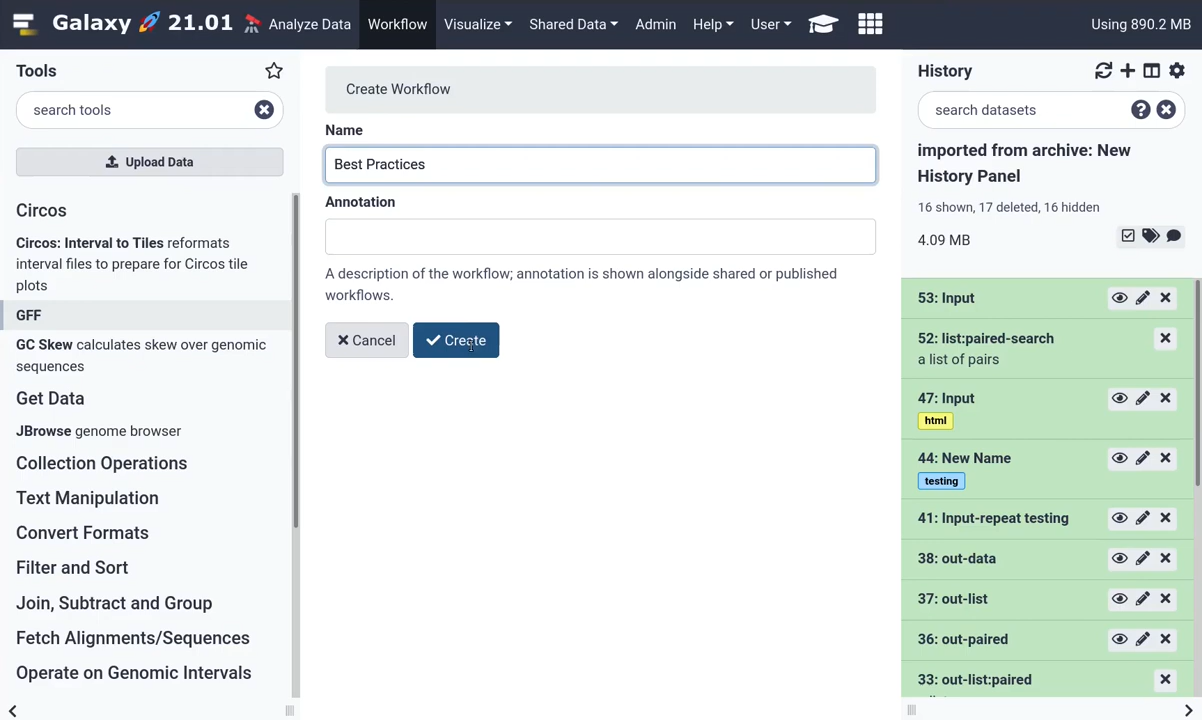 Galaxy 🚀 21.01 Analyze Data Workflow Visualize Shared Data Admin Help User Using 890.2 MB
Tools
search tools
Upload Data
Circos
Circos: Interval to Tiles reformats
interval files to prepare for Circos tile
plots
GFF
GC Skew calculates skew over genomic
sequences
Get Data
JBrowse genome browser
Collection Operations
Text Manipulation
Convert Formats
Filter and Sort
Join, Subtract and Group
Fetch Alignments/Sequences
Operate on Genomic Intervals
Create Workflow
Name
Best Practices
Annotation
A description of the workflow; annotation is shown alongside shared or published
workflows.
Cancel Create
History
search datasets
imported from archive: New
History Panel
16 shown, 17 deleted, 16 hidden
4.09 MB
53: Input
52: list:paired-search
a list of pairs
47: Input
html
44: New Name
testing
41: Input-repeat testing
38: out-data
37: out-list
36: out-paired
33: out-list:paired